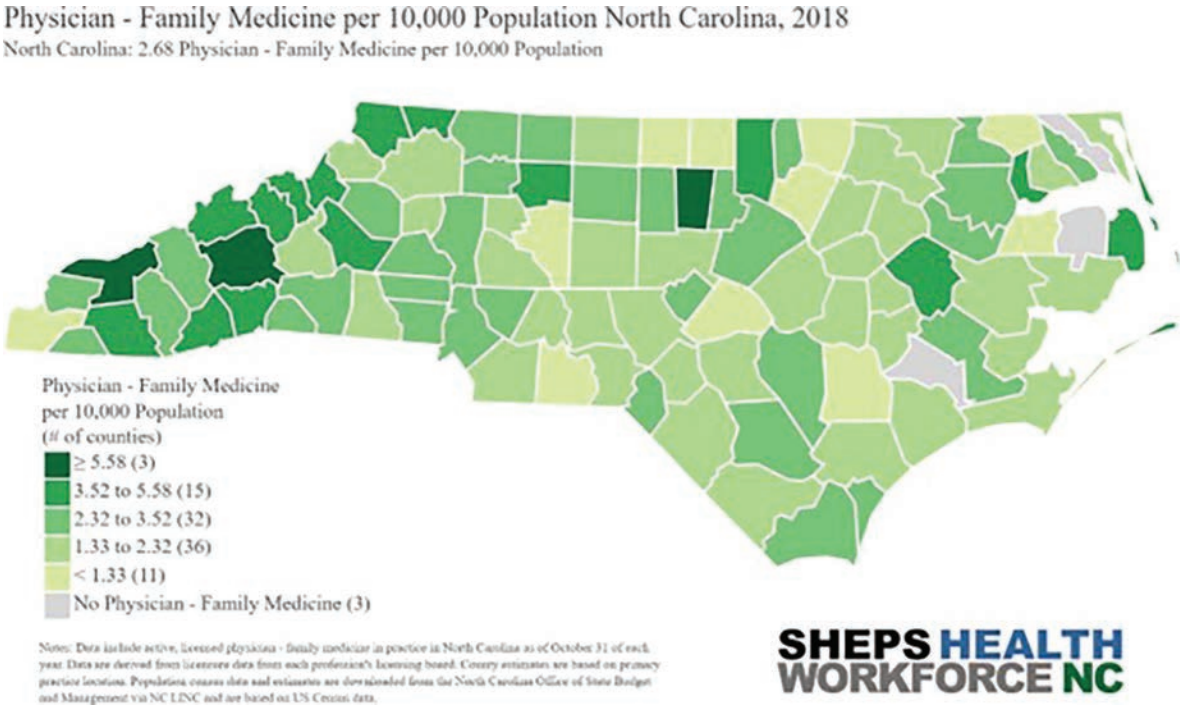 Physician - Family Medicine per 10,000 Population North Carolina, 2018
North Carolina: 2.68 Physician - Family Medicine per 10,000 Population
Physician - Family Medicine
per 10,000 Population
(# of counties)
≥ 5.58 (3)
3.52 to 5.58 (15)
2.32 to 3.52 (32)
1.33 to 2.32 (36)
< 1.33 (11)
No Physician - Family Medicine (3)
Notes: Data include active, licensed physician - family medicine in practice in North Carolina as of October 31 of each
year. Data are derived from licensure data from each profession's licensing board. County estimates are based on primary
practice location. Population census data and estimates are downloaded from the North Carolina Office of State Budget
and Management via NC LINC and are based on US Census data.
SHEPS HEALTH
WORKFORCE NC